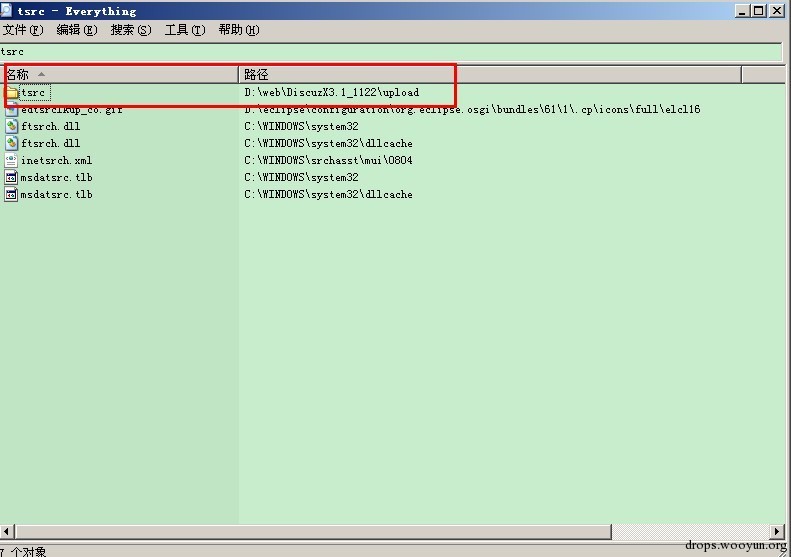 tsrc - Everything
文件(F) 编辑(E) 搜索(S) 工具(T) 帮助(H)
tsrc
名称 路径
tsrc D:\web\DiscuzX3.1_1122\upload
edtsrclkup_co.gif D:\eclipse\configuration\org.eclipse.osgi\bundles\61\1\.cp\icons\full\elcl16
ftsrch.dll C:\WINDOWS\system32
ftsrch.dll C:\WINDOWS\system32\dllcache
inetsrch.xml C:\WINDOWS\srchasst\mui\0804
msdatsrc.tlb C:\WINDOWS\system32
msdatsrc.tlb C:\WINDOWS\system32\dllcache
drops.wooyun.org
7 个对象